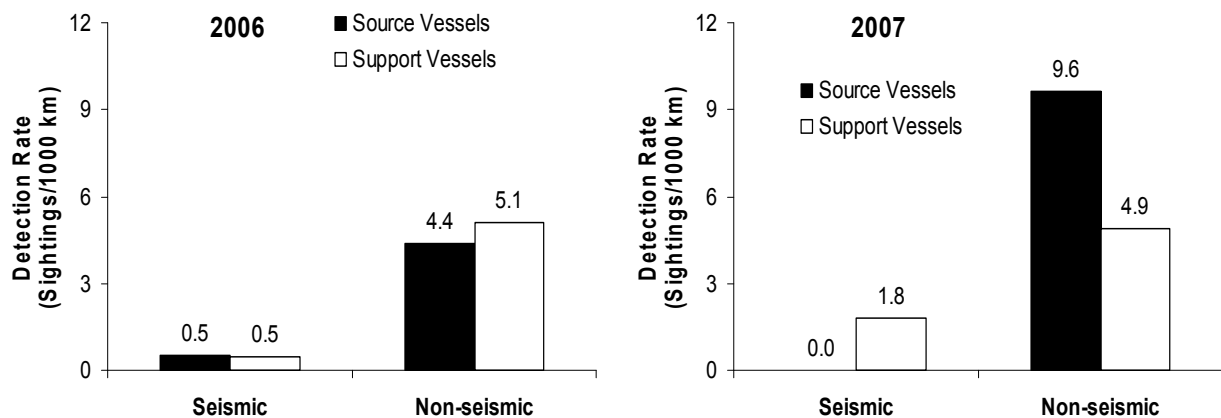 2006
Source Vessels
Support Vessels
Detection Rate
(Sightings/1000 km)
12
9
6
3
0
0.5
0.5
4.4
5.1
Seismic
Non-seismic
2007
Source Vessels
Support Vessels
Detection Rate
(Sightings/1000 km)
12
9
6
3
0
0.0
1.8
9.6
4.9
Seismic
Non-seismic